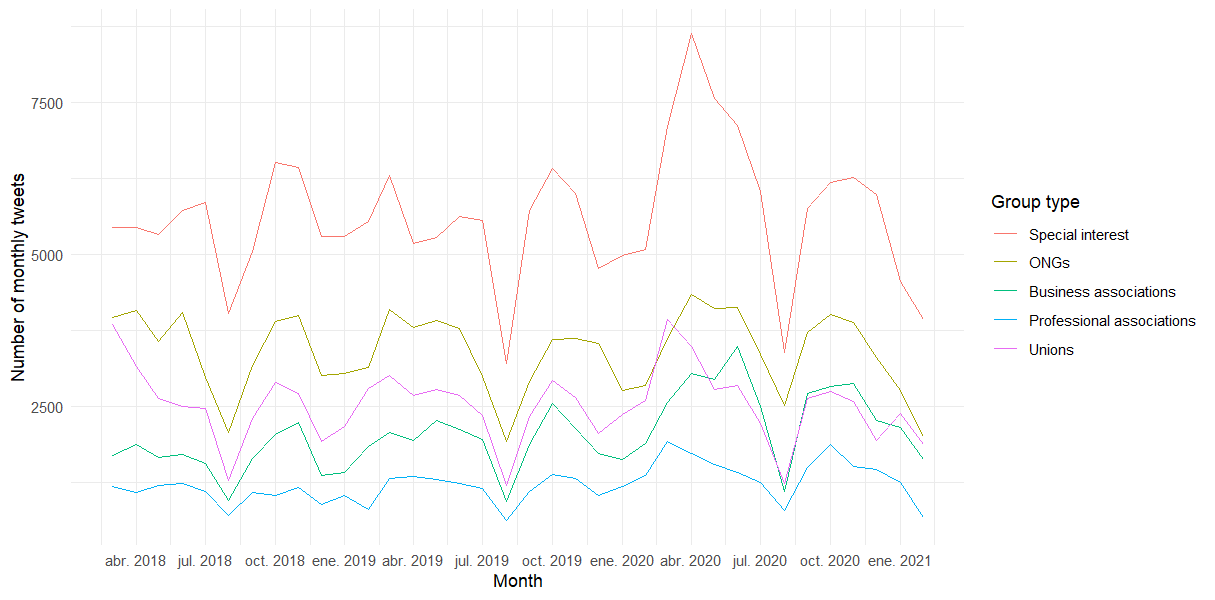 Number of monthly tweets
7500
5000
2500
abr. 2018 jul. 2018 oct. 2018 ene. 2019 abr. 2019 jul. 2019 oct. 2019 ene. 2020 abr. 2020 jul. 2020 oct. 2020 ene. 2021
Month
Group type
Special interest
ONGs
Business associations
Professional associations
Unions